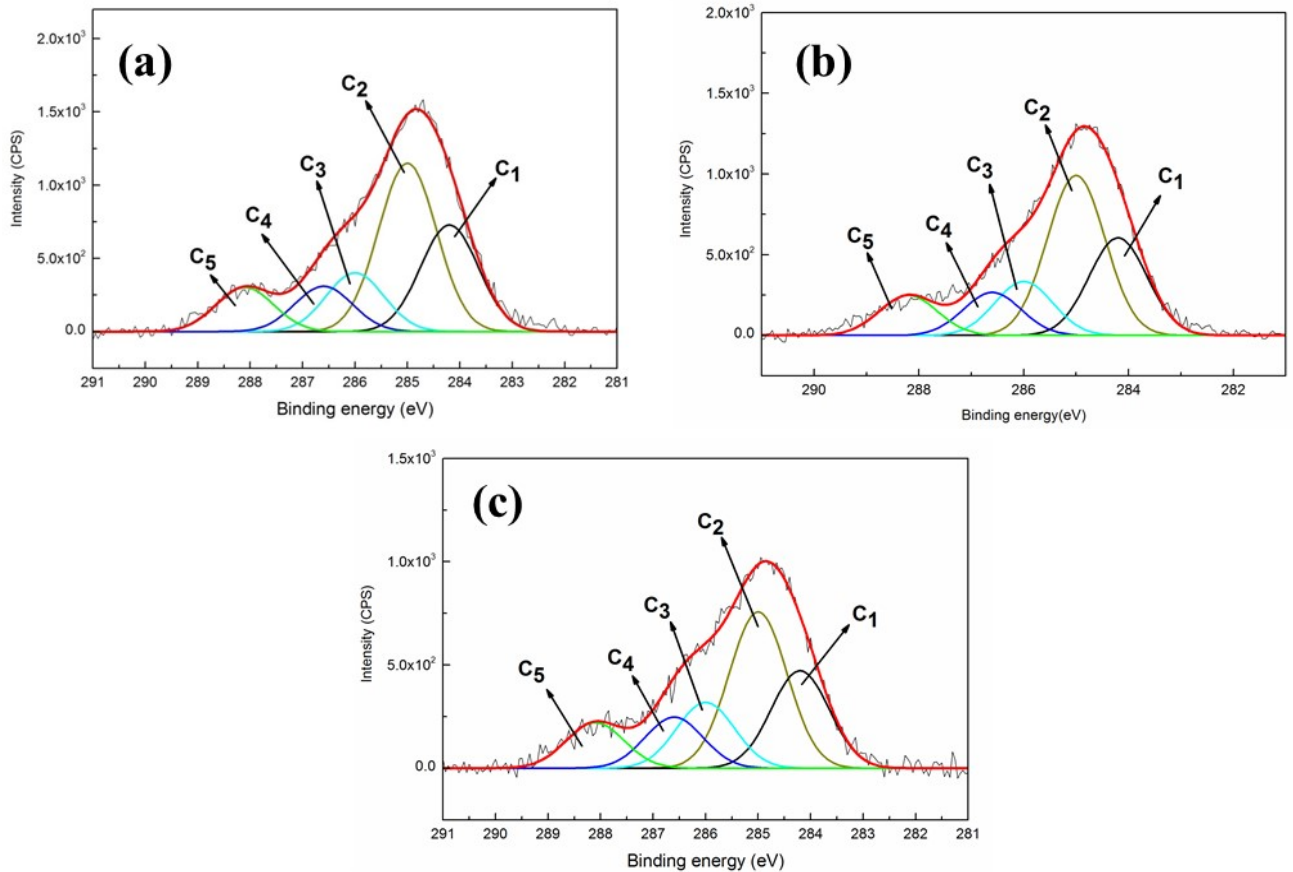 (a)
Intensity (CPS)
2.0x10³
1.5x10³
1.0x10³
5.0x10²
0.0
C₅
C₄
C₃
C₂
C₁
291 290 289 288 287 286 285 284 283 282 281
Binding energy (eV)
(b)
Intensity (CPS)
2.0x10³
1.5x10³
1.0x10³
5.0x10²
0.0
C₅
C₄
C₃
C₂
C₁
290 288 286 284 282
Binding energy(eV)
(c)
Intensity (CPS)
1.5x10³
1.0x10³
5.0x10²
0.0
C₅
C₄
C₃
C₂
C₁
291 290 289 288 287 286 285 284 283 282 281
Binding energy (eV)